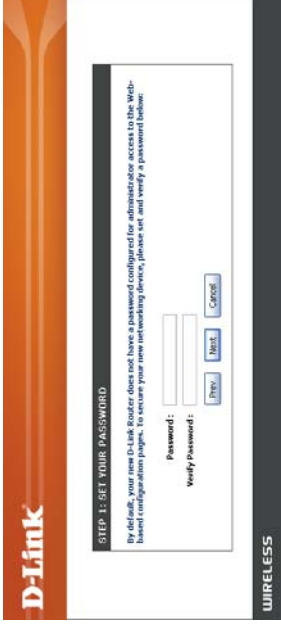 D-Link
STEP 1: SET YOUR PASSWORD
By default, your new D-Link Router does not have a password configured for administrator access to the Web-
based configuration pages. To secure your new networking device, please set and verify a password below:
Password :
Verify Password :
Prev Next Cancel
WIRELESS